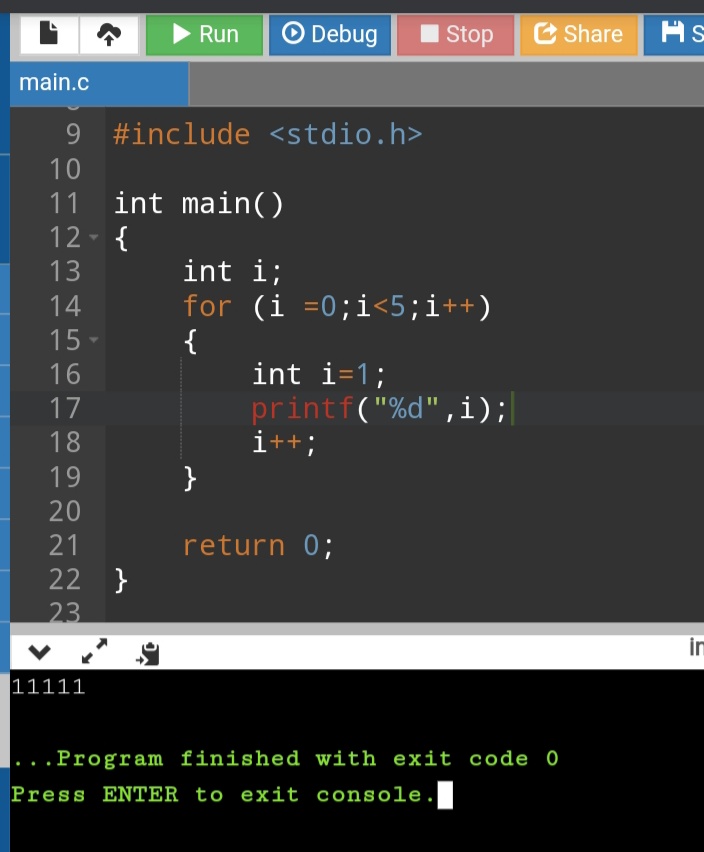 Run Debug Stop Share S
main.c
9 #include <stdio.h>
10
11 int main()
12 {
13 int i;
14 for (i =0;i<5;i++)
15 {
16 int i=1;
17 printf("%d",i);
18 i++;
19 }
20
21 return 0;
22 }
23
11111
...Program finished with exit code 0
Press ENTER to exit console.